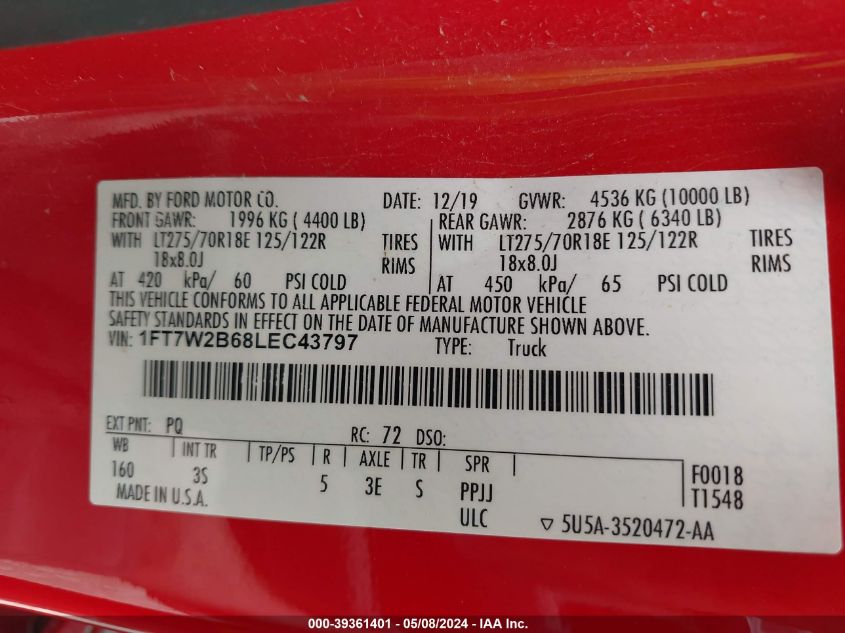 MFD. BY FORD MOTOR CO. DATE: 12/19 GVWR: 4536 KG (10000 LB)
FRONT GAWR: 1996 KG ( 4400 LB) REAR GAWR: 2876 KG ( 6340 LB)
WITH LT275/70R18E 125/122R TIRES WITH LT275/70R18E 125/122R TIRES
18x8.0J RIMS 18x8.0J RIMS
AT 420 kPa/ 60 PSI COLD AT 450 kPa/ 65 PSI COLD
THIS VEHICLE CONFORMS TO ALL APPLICABLE FEDERAL MOTOR VEHICLE
SAFETY STANDARDS IN EFFECT ON THE DATE OF MANUFACTURE SHOWN ABOVE.
VIN: 1FT7W2B68LEC43797 TYPE: Truck
EXT PNT: PQ RC: 72 DSO:
WB INT TR TP/PS R AXLE TR SPR
160 3S 5 3E S PPJJ F0018
MADE IN U.S.A. ULC T1548
5U5A-3520472-AA
000-39361401 - 05/08/2024 - IAA Inc.